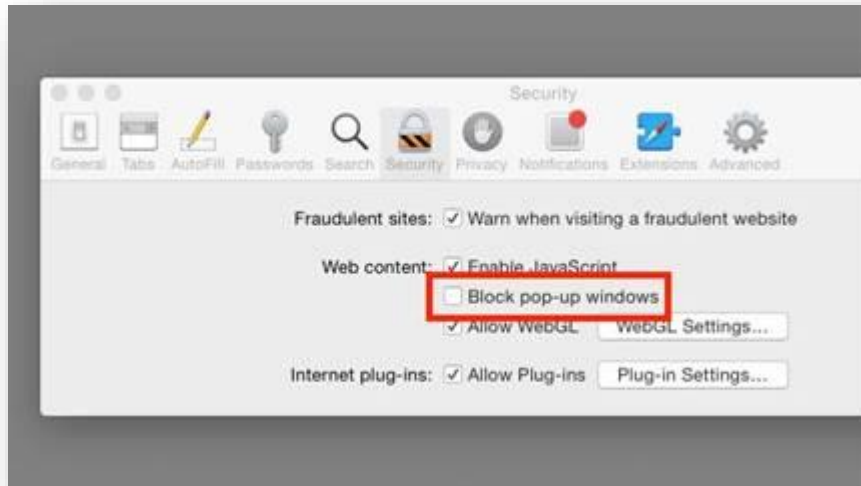 Security
General Tabs AutoFill Passwords Search Security Privacy Notifications Extensions Advanced
Fraudulent sites: Warn when visiting a fraudulent website
Web content: Enable JavaScript
Block pop-up windows
Allow WebGL WebGL Settings...
Internet plug-ins: Allow Plug-ins Plug-in Settings...